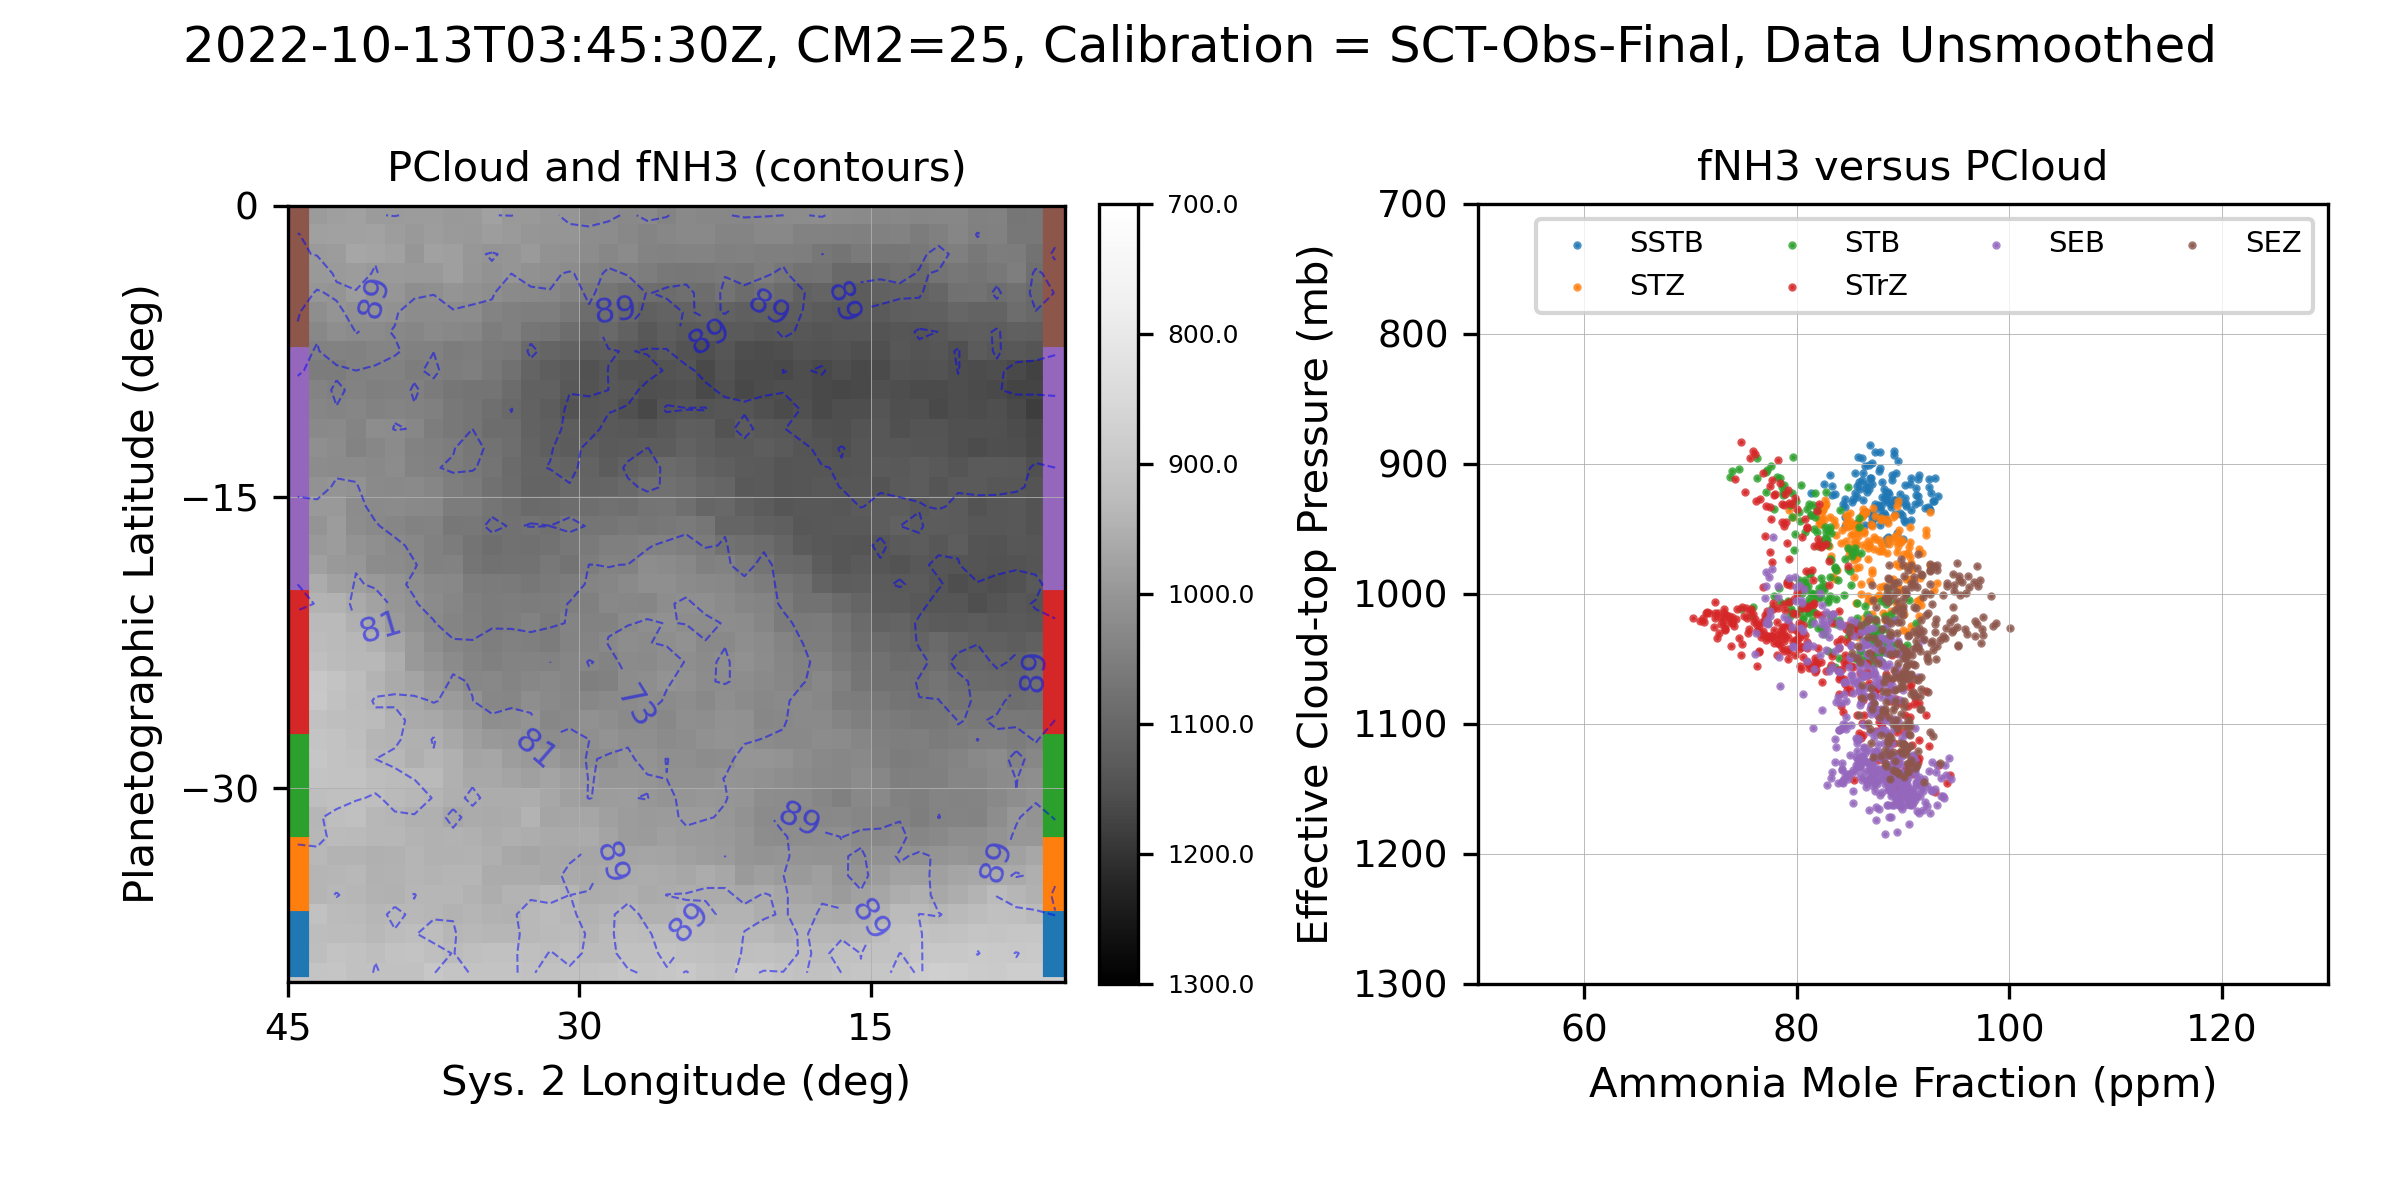 2022-10-13T03:45:30Z, CM2=25, Calibration = SCT-Obs-Final, Data Unsmoothed
PCloud and fNH3 (contours)
0
−15
−30
Planetographic Latitude (deg)
45
30
15
Sys. 2 Longitude (deg)
89
89
89
89
89
81
89
73
81
89
89
89
89
89
700.0
800.0
900.0
1000.0
1100.0
1200.0
1300.0
fNH3 versus PCloud
SSTB
STB
SEB
SEZ
STZ
STrZ
700
800
900
1000
1100
1200
1300
Effective Cloud-top Pressure (mb)
60
80
100
120
Ammonia Mole Fraction (ppm)